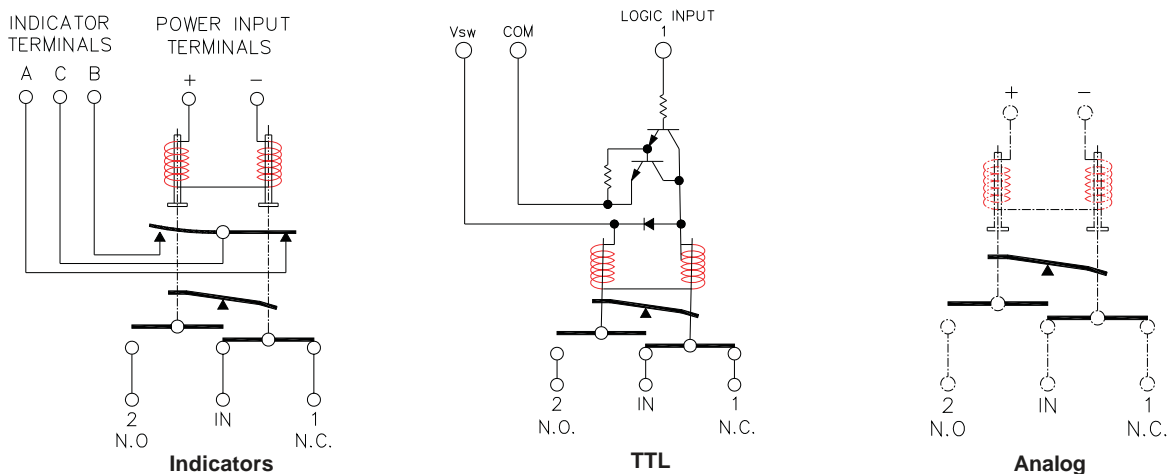 INDICATOR
TERMINALS
A C B
POWER INPUT
TERMINALS
+ −
2
N.O
IN
1
N.C.
Indicators
Vsw
COM
LOGIC INPUT
1
2
N.O.
IN
1
N.C.
TTL
+ −
2
N.O
IN
1
N.C.
Analog